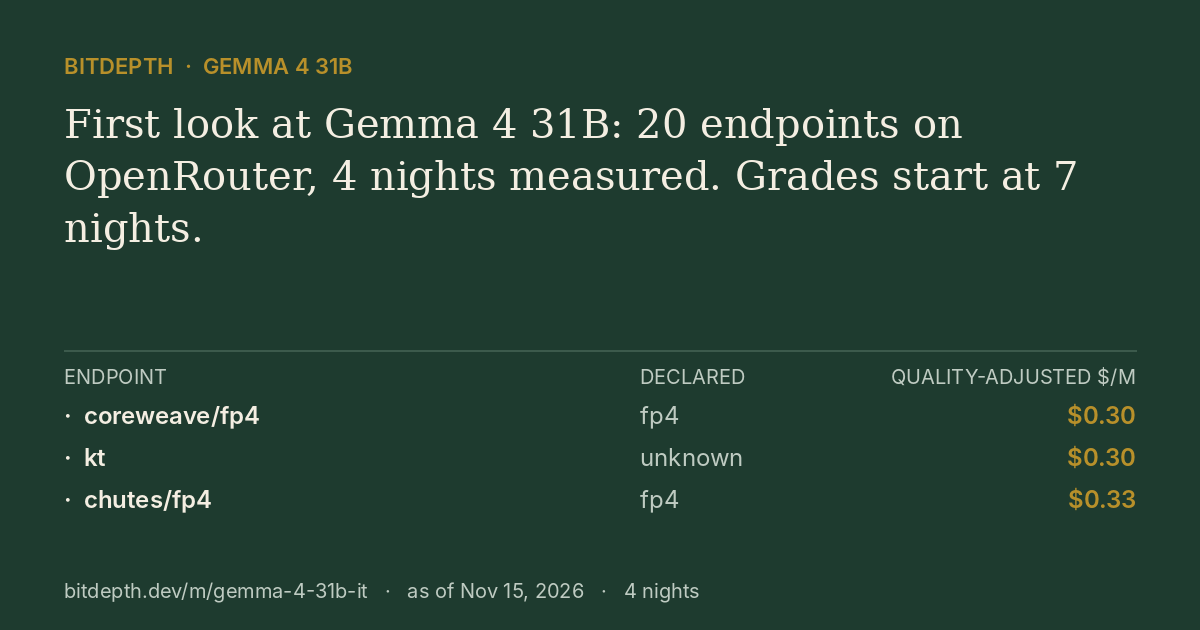 BITDEPTH · GEMMA 4 31B
First look at Gemma 4 31B: 20 endpoints on
OpenRouter, 4 nights measured. Grades start at 7
nights.
ENDPOINT DECLARED QUALITY-ADJUSTED $/M
· coreweave/fp4 fp4 $0.30
· kt unknown $0.30
· chutes/fp4 fp4 $0.33
bitdepth.dev/m/gemma-4-31b-it · as of Nov 15, 2026 · 4 nights